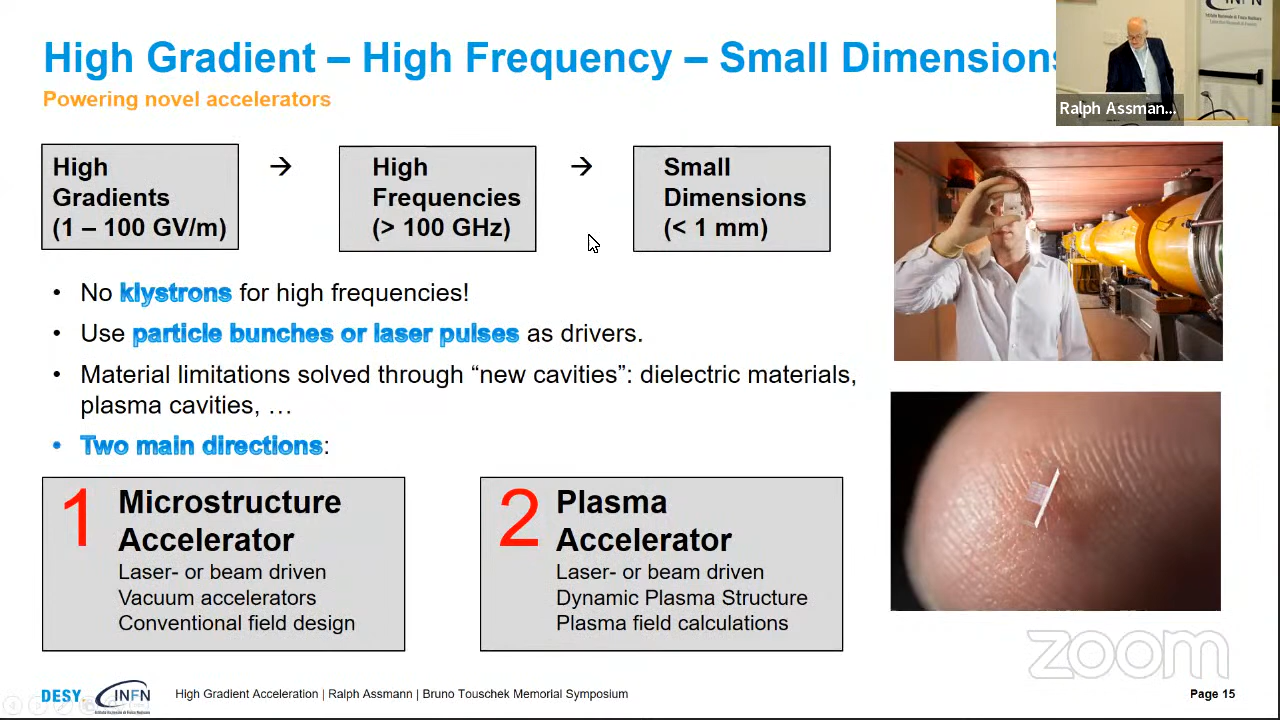 High Gradient – High Frequency – Small Dimensions
INFN
Powering novel accelerators
Ralph Assman...
High
Gradients
(1 – 100 GV/m)
→
High
Frequencies
(> 100 GHz)
→
Small
Dimensions
(< 1 mm)
• No klystrons for high frequencies!
• Use particle bunches or laser pulses as drivers.
• Material limitations solved through “new cavities”: dielectric materials,
plasma cavities, …
• Two main directions:
1
Microstructure
Accelerator
Laser- or beam driven
Vacuum accelerators
Conventional field design
2
Plasma
Accelerator
Laser- or beam driven
Dynamic Plasma Structure
Plasma field calculations
zoom
DESY.
INFN
High Gradient Acceleration | Ralph Assmann | Bruno Touschek Memorial Symposium
Page 15